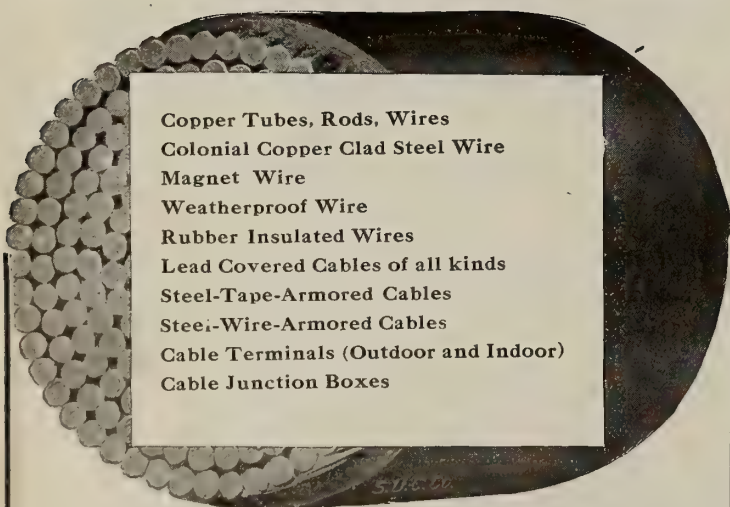 Copper Tubes, Rods, Wires
Colonial Copper Clad Steel Wire
Magnet Wire
Weatherproof Wire
Rubber Insulated Wires
Lead Covered Cables of all kinds
Steel-Tape-Armored Cables
Steel-Wire-Armored Cables
Cable Terminals (Outdoor and Indoor)
Cable Junction Boxes
S.U.C. CO.